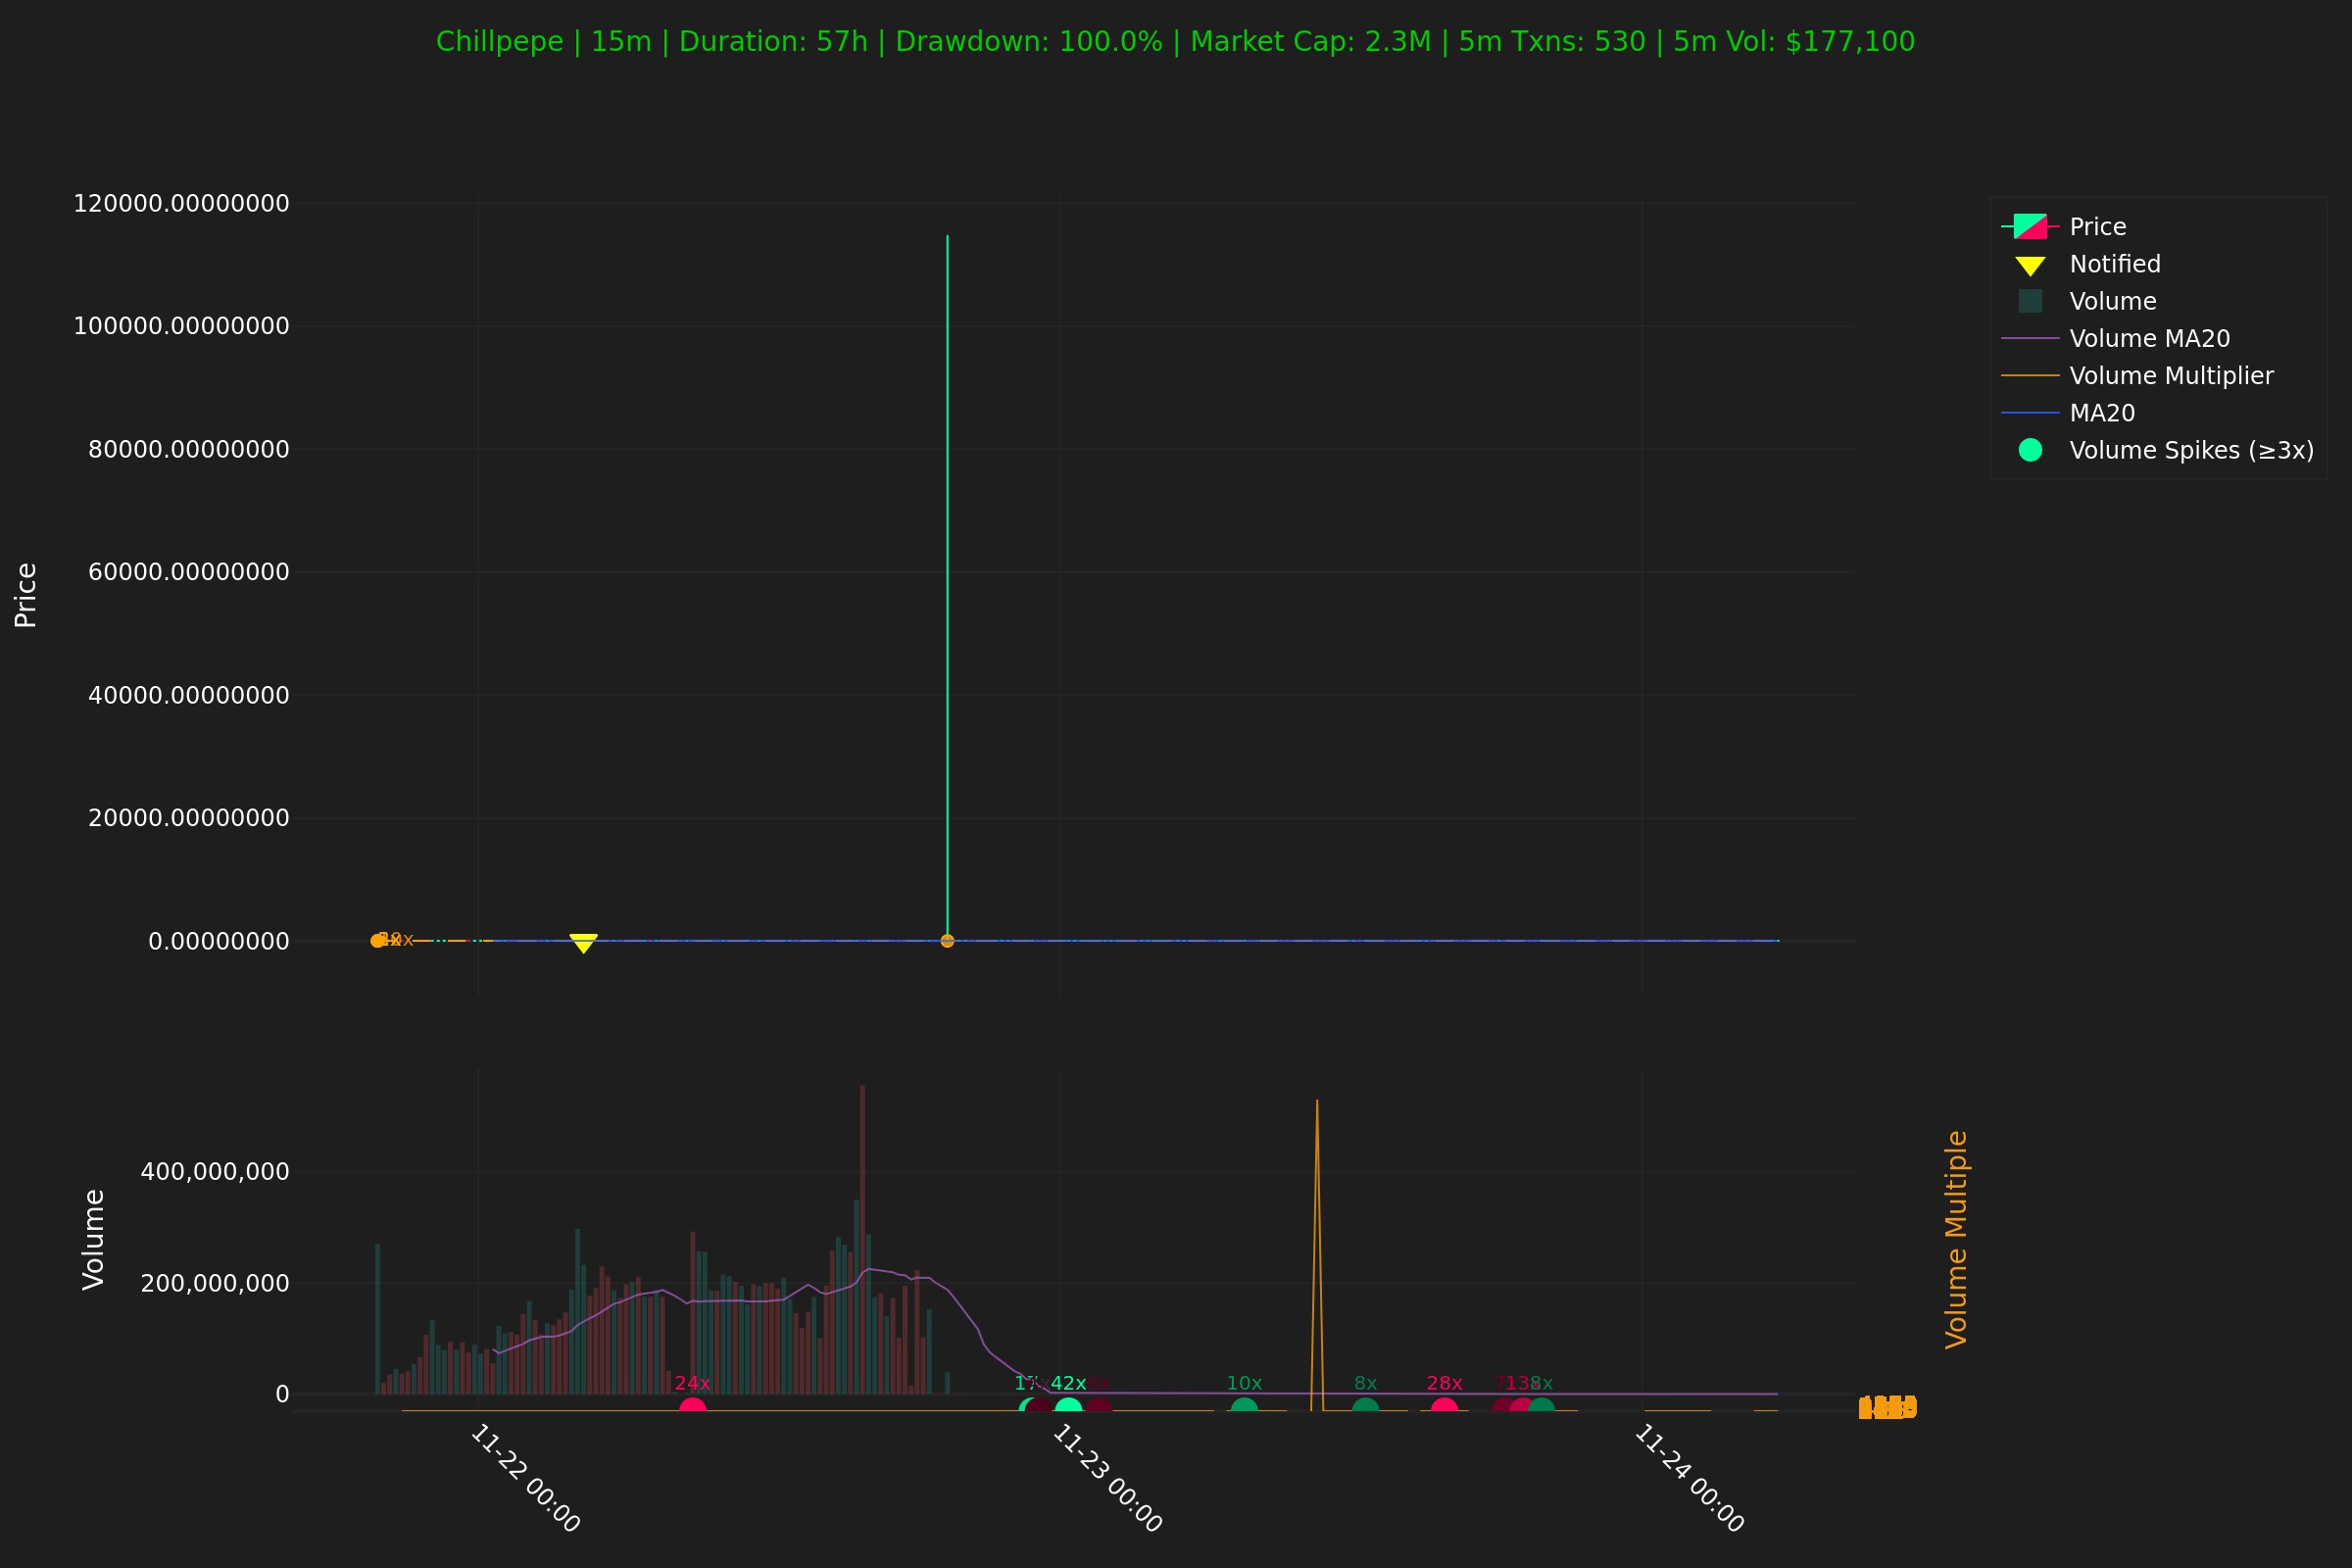 Chillpepe | 15m | Duration: 57h | Drawdown: 100.0% | Market Cap: 2.3M | 5m Txns: 530 | 5m Vol: $177,100
120000.00000000
100000.00000000
80000.00000000
60000.00000000
40000.00000000
20000.00000000
0.00000000
Price
Price
Notified
Volume
Volume MA20
Volume Multiplier
MA20
Volume Spikes (≥3x)
400,000,000
200,000,000
0
Volume
24x
42x
10x
8x
28x
13x
8x
Volume Multiple
11-22 00:00
11-23 00:00
11-24 00:00